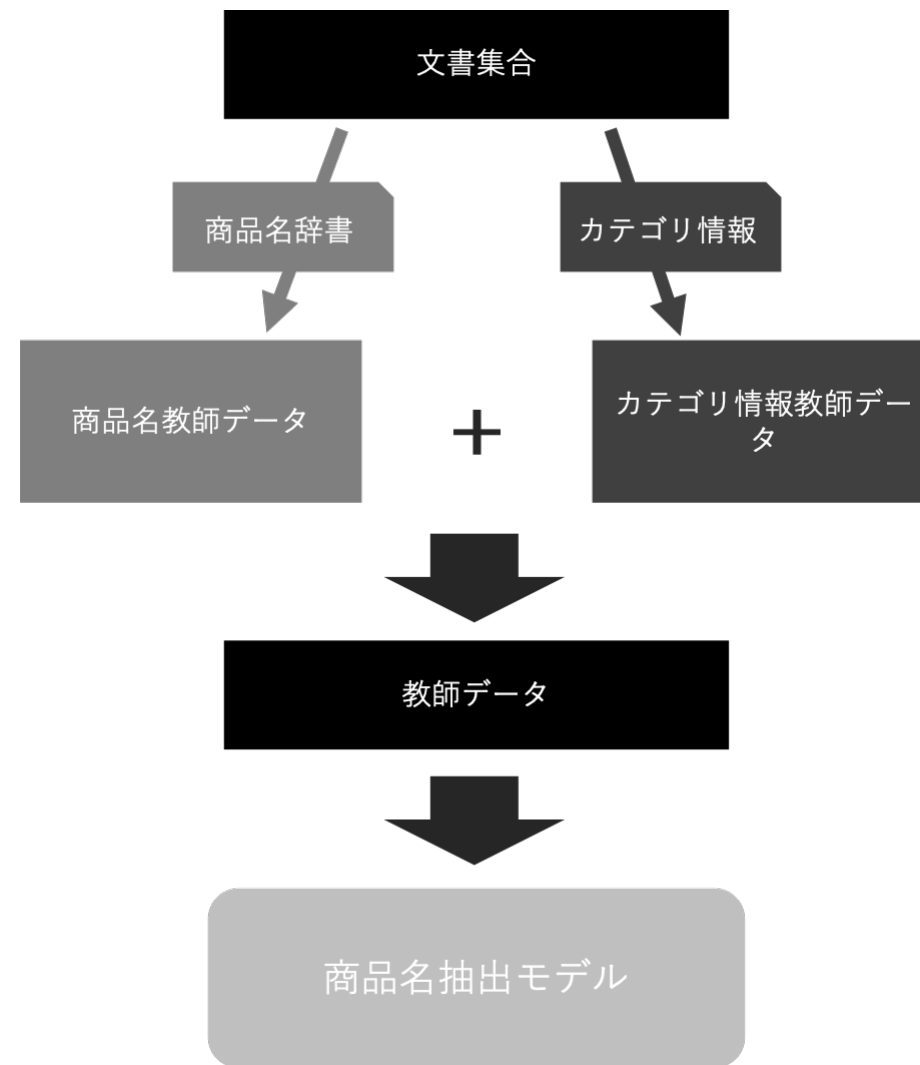 文書集合
商品名辞書
カテゴリ情報
商品名教師データ
+
カテゴリ情報教師デー
タ
教師データ
商品名抽出モデル